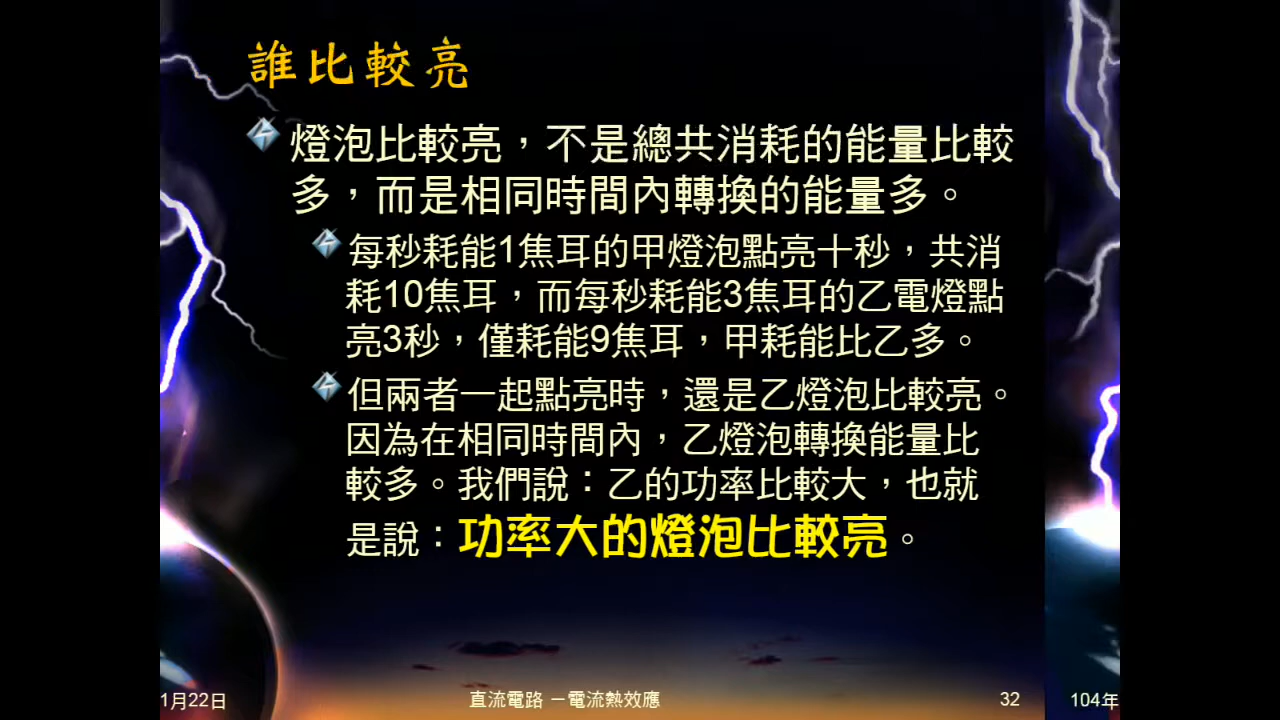 誰比較亮
燈泡比較亮，不是總共消耗的能量比較
多，而是相同時間內轉換的能量多。
每秒耗能1焦耳的甲燈泡點亮十秒，共消
耗10焦耳，而每秒耗能3焦耳的乙電燈點
亮3秒，僅耗能9焦耳，甲耗能比乙多。
但兩者一起點亮時，還是乙燈泡比較亮。
因為在相同時間內，乙燈泡轉換能量比
較多。我們說：乙的功率比較大，也就
是說：功率大的燈泡比較亮。
1月22日
直流電路 －電流熱效應
32
104年